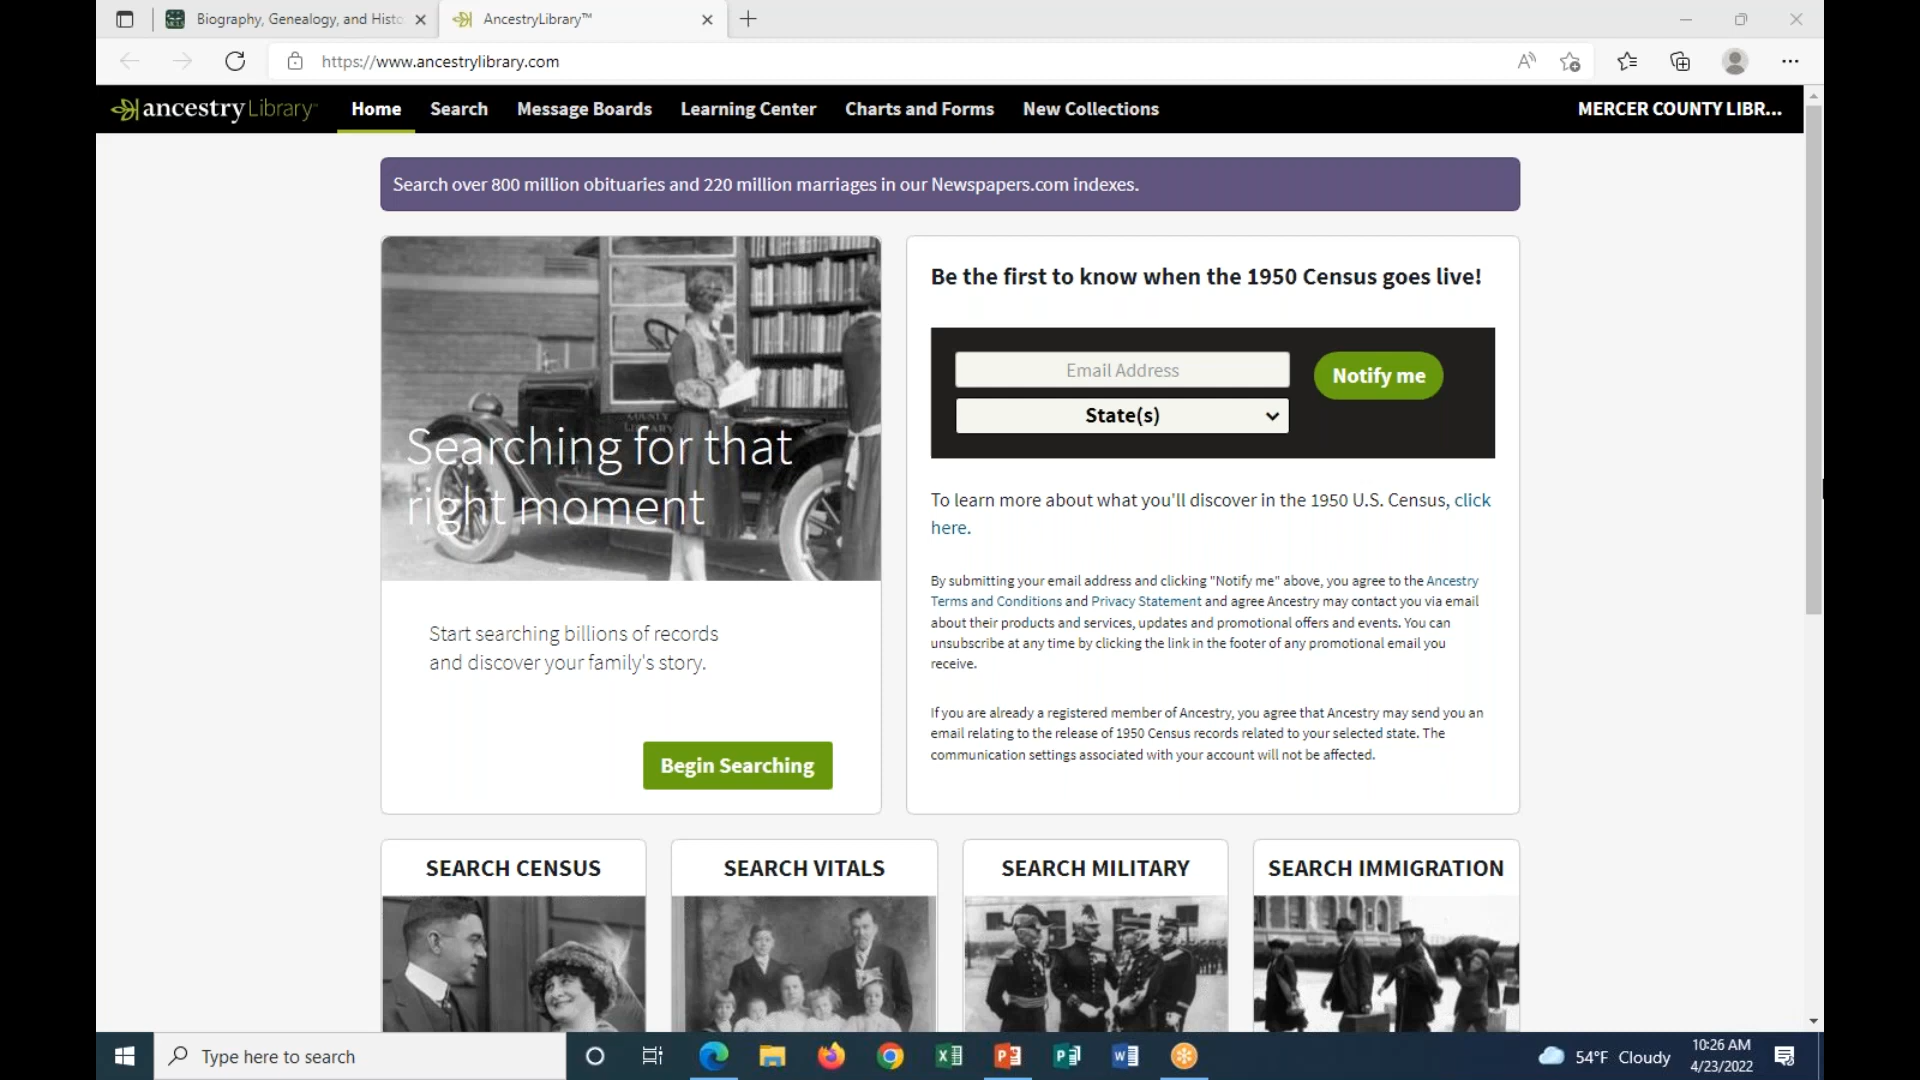 Biography, Genealogy, and Histo
AncestryLibrary™
https://www.ancestrylibrary.com
ancestryLibrary
Home
Search
Message Boards
Learning Center
Charts and Forms
New Collections
MERCER COUNTY LIBR...
Search over 800 million obituaries and 220 million marriages in our Newspapers.com indexes.
COUNTY
LIBRARY
Searching for that
right moment
Start searching billions of records
and discover your family's story.
Begin Searching
Be the first to know when the 1950 Census goes live!
Email Address
Notify me
State(s)
To learn more about what you'll discover in the 1950 U.S. Census, click
here.
By submitting your email address and clicking "Notify me" above, you agree to the Ancestry
Terms and Conditions and Privacy Statement and agree Ancestry may contact you via email
about their products and services, updates and promotional offers and events. You can
unsubscribe at any time by clicking the link in the footer of any promotional email you
receive.
If you are already a registered member of Ancestry, you agree that Ancestry may send you an
email relating to the release of 1950 Census records related to your selected state. The
communication settings associated with your account will not be affected.
SEARCH CENSUS
SEARCH VITALS
SEARCH MILITARY
SEARCH IMMIGRATION
Type here to search
54°F Cloudy
10:26 AM
4/23/2022